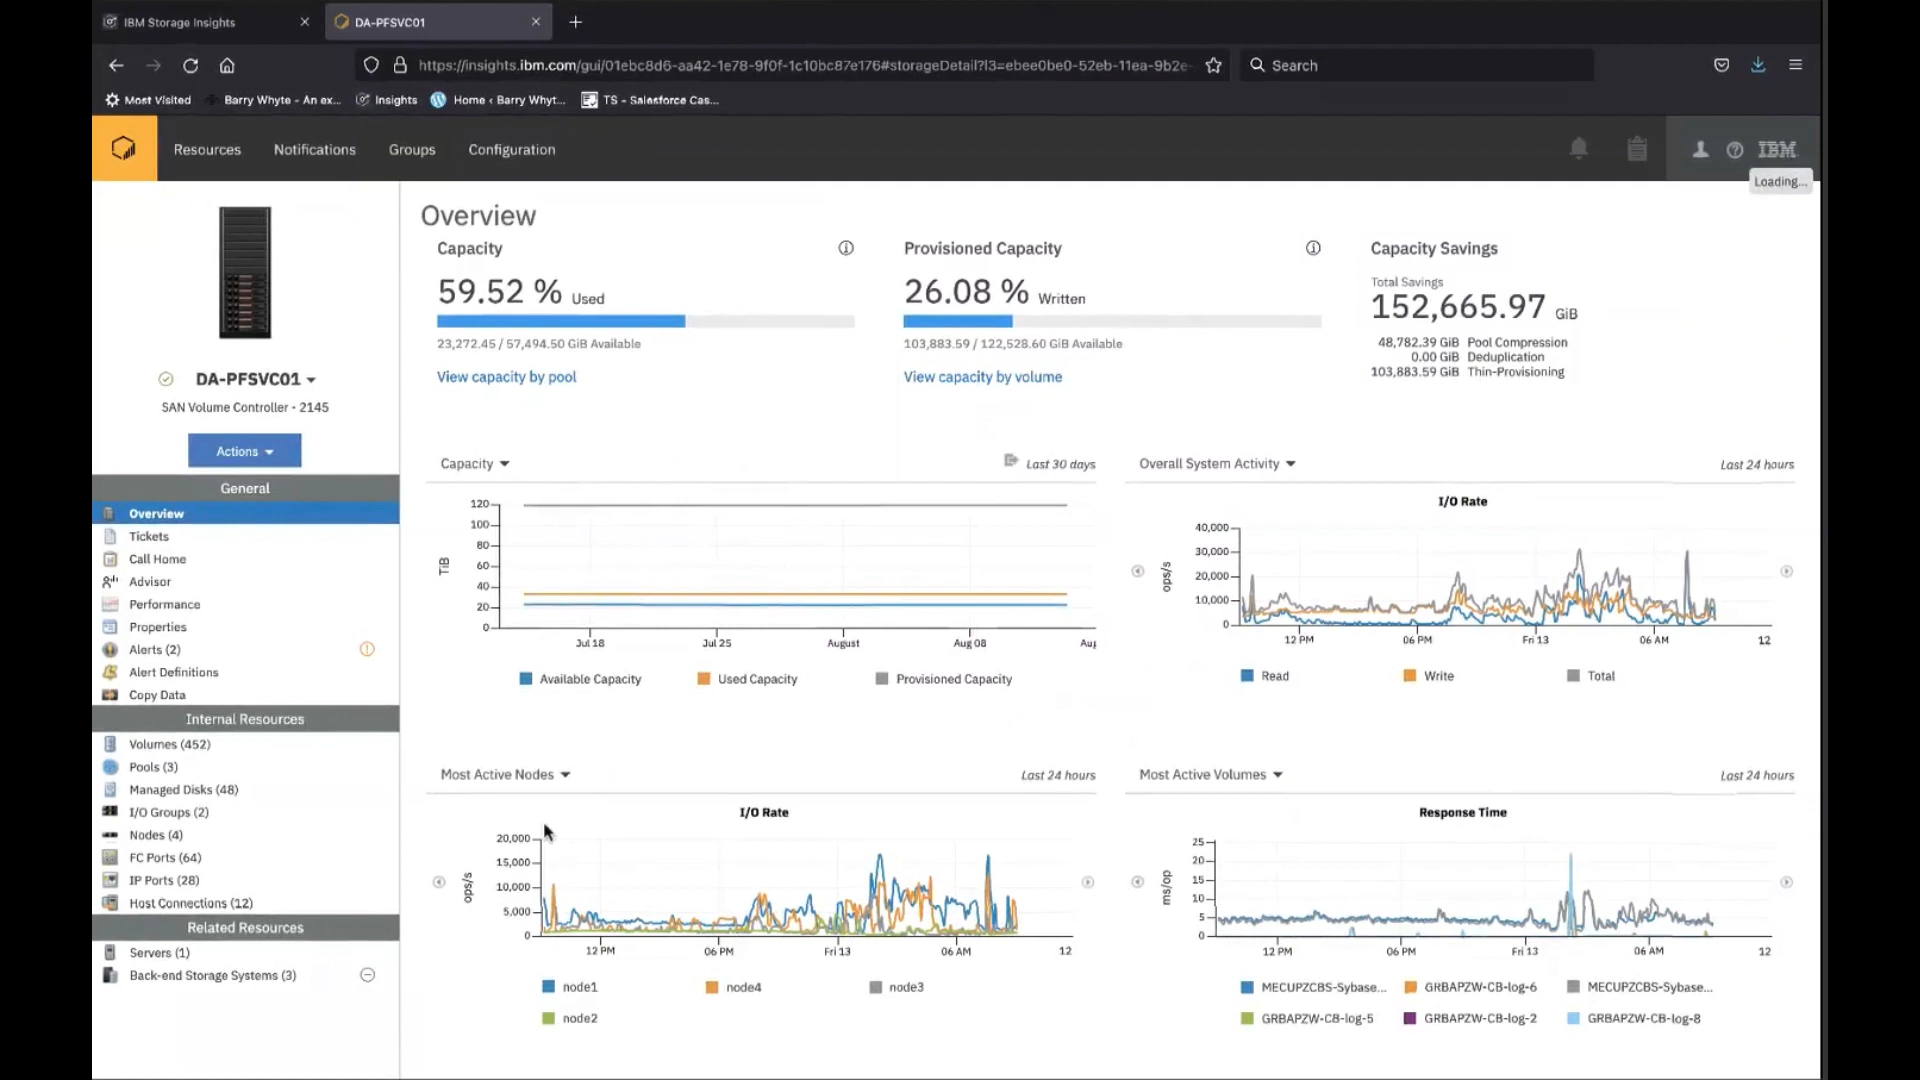 IBM Storage Insights
DA-PFSVC01
https://insights.ibm.com/gui/01ebc8d6-aa42-1e78-9f0f-1c10bc87e176#storageDetail?l3=ebee0be0-52eb-11ea-9b2e-
Search
Most Visited
Barry Whyte - An ex...
Insights
Home ‹ Barry Whyt...
TS - Salesforce Cas...
Resources
Notifications
Groups
Configuration
IBM
Loading...
DA-PFSVC01
SAN Volume Controller - 2145
Actions
General
Overview
Tickets
Call Home
Advisor
Performance
Properties
Alerts (2)
Alert Definitions
Copy Data
Internal Resources
Volumes (452)
Pools (3)
Managed Disks (48)
I/O Groups (2)
Nodes (4)
FC Ports (64)
IP Ports (28)
Host Connections (12)
Related Resources
Servers (1)
Back-end Storage Systems (3)
Overview
Capacity
59.52 % Used
23,272.45 / 57,494.50 GiB Available
View capacity by pool
Provisioned Capacity
26.08 % Written
103,883.59 / 122,528.60 GiB Available
View capacity by volume
Capacity Savings
Total Savings
152,665.97 GiB
48,782.39 GiB Pool Compression
0.00 GiB Deduplication
103,883.59 GiB Thin-Provisioning
Capacity
Last 30 days
TiB
120
100
80
60
40
20
0
Jul 18
Jul 25
August
Aug 08
Aug
Available Capacity
Used Capacity
Provisioned Capacity
Overall System Activity
Last 24 hours
I/O Rate
ops/s
40,000
30,000
20,000
10,000
0
12 PM
06 PM
Fri 13
06 AM
12
Read
Write
Total
Most Active Nodes
Last 24 hours
I/O Rate
ops/s
20,000
15,000
10,000
5,000
0
12 PM
06 PM
Fri 13
06 AM
12
node1
node4
node3
node2
Most Active Volumes
Last 24 hours
Response Time
ms/op
25
20
15
10
5
0
12 PM
06 PM
Fri 13
06 AM
12
MECUPZCBS-Sybase...
GRBAPZW-CB-log-6
MECUPZCBS-Sybase...
GRBAPZW-CB-log-5
GRBAPZW-CB-log-2
GRBAPZW-CB-log-8